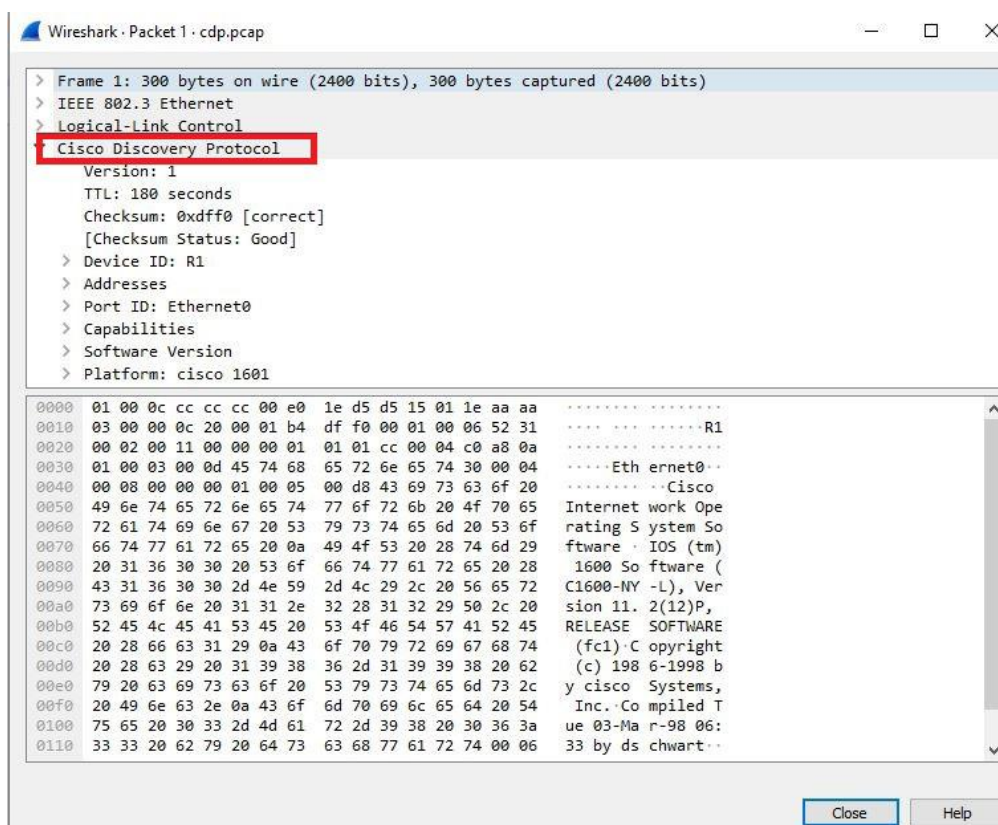 Wireshark · Packet 1 · cdp.pcap
> Frame 1: 300 bytes on wire (2400 bits), 300 bytes captured (2400 bits)
> IEEE 802.3 Ethernet
> Logical-Link Control
Cisco Discovery Protocol
Version: 1
TTL: 180 seconds
Checksum: 0xdff0 [correct]
[Checksum Status: Good]
> Device ID: R1
> Addresses
> Port ID: Ethernet0
> Capabilities
> Software Version
> Platform: cisco 1601
0000 01 00 0c cc cc cc 00 e0 1e d5 d5 15 01 1e aa aa ········ ········
0010 03 00 00 0c 20 00 01 b4 df f0 00 01 00 06 52 31 ···· ··· ······R1
0020 00 02 00 11 00 00 00 01 01 01 cc 00 04 c0 a8 0a ········ ········
0030 01 00 03 00 0d 45 74 68 65 72 6e 65 74 30 00 04 ·····Eth ernet0··
0040 00 08 00 00 00 01 00 05 00 d8 43 69 73 63 6f 20 ········ ··Cisco
0050 49 6e 74 65 72 6e 65 74 77 6f 72 6b 20 4f 70 65 Internet work Ope
0060 72 61 74 69 6e 67 20 53 79 73 74 65 6d 20 53 6f rating S ystem So
0070 66 74 77 61 72 65 20 0a 49 4f 53 20 28 74 6d 29 ftware · IOS (tm)
0080 20 31 36 30 30 20 53 6f 66 74 77 61 72 65 20 28 1600 So ftware (
0090 43 31 36 30 30 2d 4e 59 2d 4c 29 2c 20 56 65 72 C1600-NY -L), Ver
00a0 73 69 6f 6e 20 31 31 2e 32 28 31 32 29 50 2c 20 sion 11. 2(12)P,
00b0 52 45 4c 45 41 53 45 20 53 4f 46 54 57 41 52 45 RELEASE SOFTWARE
00c0 20 28 66 63 31 29 0a 43 6f 70 79 72 69 67 68 74 (fc1)·C opyright
00d0 20 28 63 29 20 31 39 38 36 2d 31 39 39 38 20 62 (c) 198 6-1998 b
00e0 79 20 63 69 73 63 6f 20 53 79 73 74 65 6d 73 2c y cisco Systems,
00f0 20 49 6e 63 2e 0a 43 6f 6d 70 69 6c 65 64 20 54 Inc.·Co mpiled T
0100 75 65 20 30 33 2d 4d 61 72 2d 39 38 20 30 36 3a ue 03-Ma r-98 06:
0110 33 33 20 62 79 20 64 73 63 68 77 61 72 74 00 06 33 by ds chwart··
Close Help